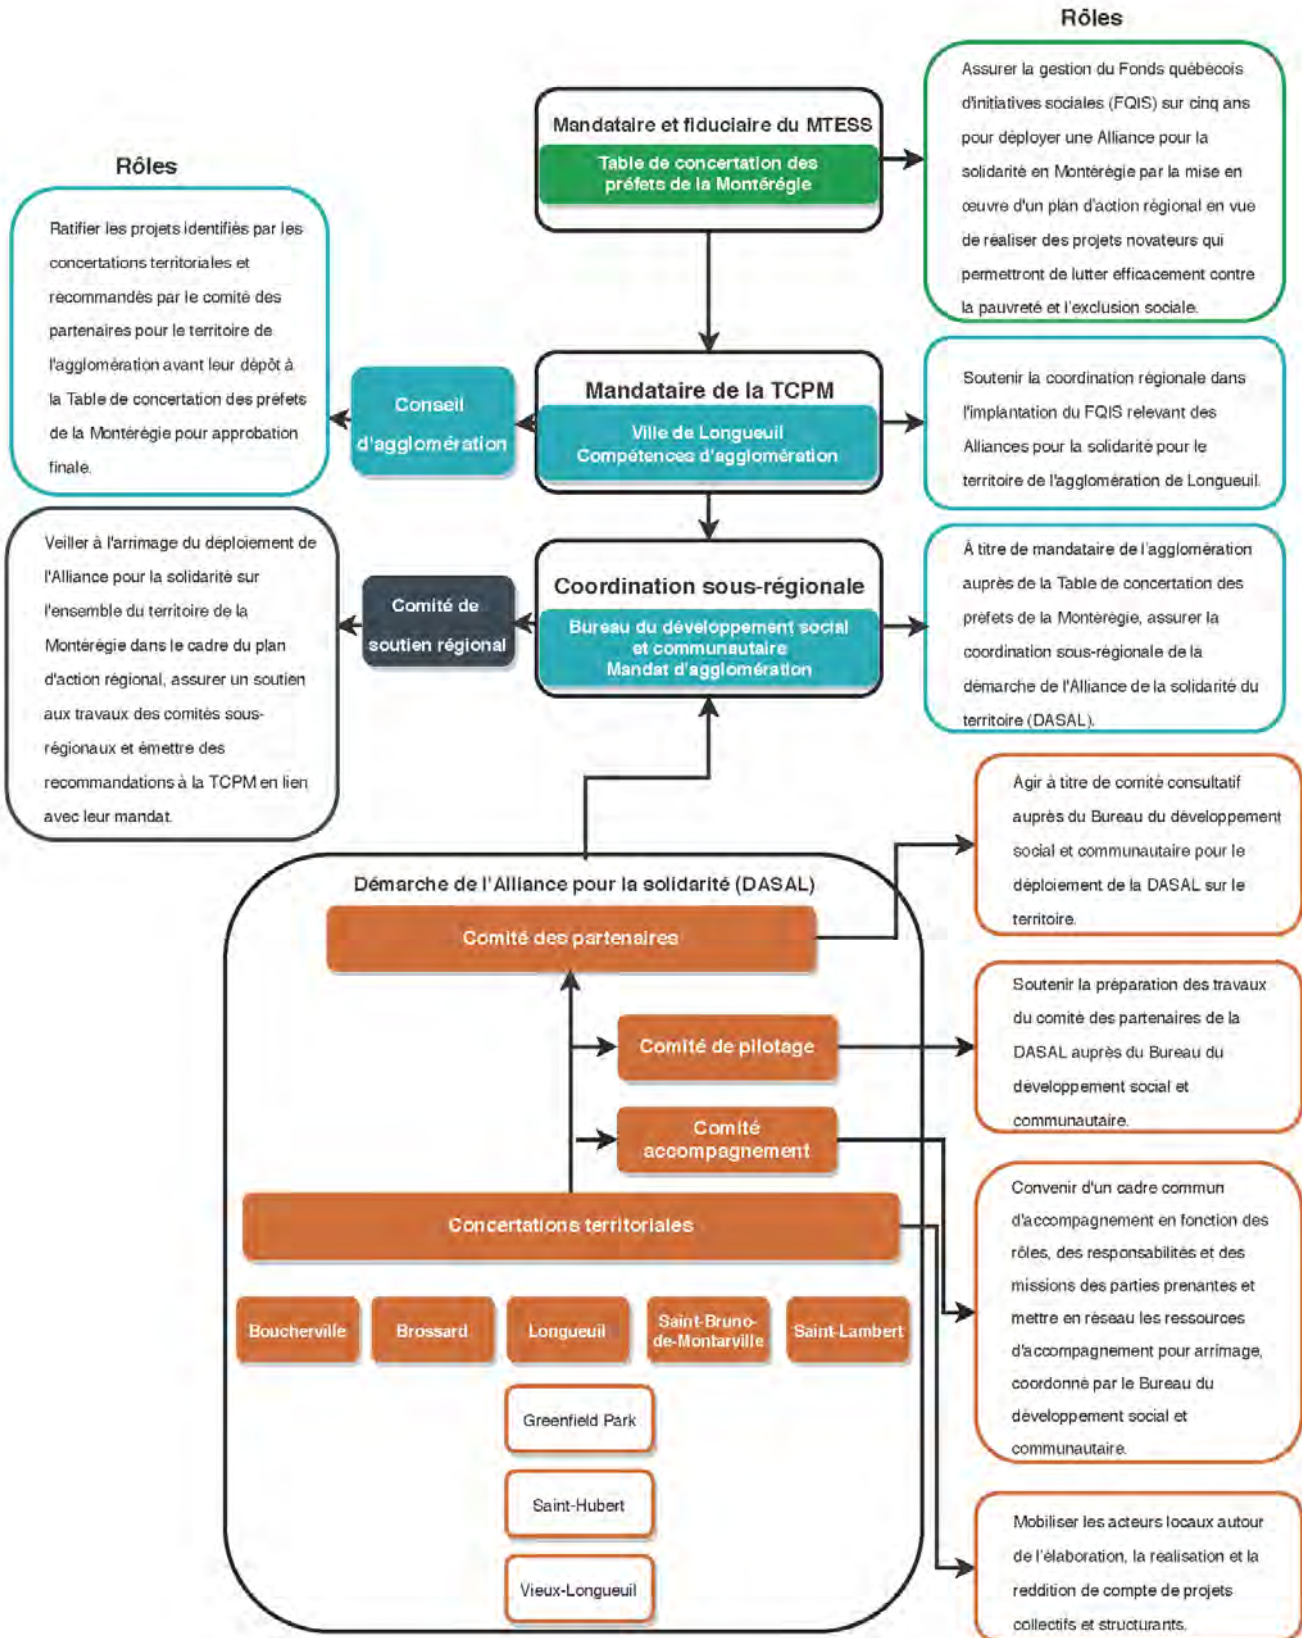 Rôles
Assurer la gestion du Fonds québécois
d'initiatives sociales (FQIS) sur cinq ans
pour déployer une Alliance pour la
solidarité en Montérégie par la mise en
œuvre d'un plan d'action régional en vue
de réaliser des projets novateurs qui
permettront de lutter efficacement contre
la pauvreté et l'exclusion sociale.
Mandataire et fiduciaire du MTESS
Table de concertation des
préfets de la Montérégie
Rôles
Ratifier les projets identifiés par les
concertations territoriales et
recommandés par le comité des
partenaires pour le territoire de
l'agglomération avant leur dépôt à
la Table de concertation des préfets
de la Montérégie pour approbation
finale.
Conseil
d'agglomération
Mandataire de la TCPM
Ville de Longueuil
Compétences d'agglomération
Soutenir la coordination régionale dans
l'implantation du FQIS relevant des
Alliances pour la solidarité pour le
territoire de l'agglomération de Longueuil.
Veiller à l'arrimage du déploiement de
l'Alliance pour la solidarité sur
l'ensemble du territoire de la
Montérégie dans le cadre du plan
d'action régional, assurer un soutien
aux travaux des comités sous-
régionaux et émettre des
recommandations à la TCPM en lien
avec leur mandat.
Comité de
soutien régional
Coordination sous-régionale
Bureau du développement social
et communautaire
Mandat d'agglomération
À titre de mandataire de l'agglomération
auprès de la Table de concertation des
préfets de la Montérégie, assurer la
coordination sous-régionale de la
démarche de l'Alliance de la solidarité du
territoire (DASAL).
Démarche de l'Alliance pour la solidarité (DASAL)
Comité des partenaires
Agir à titre de comité consultatif
auprès du Bureau du développement
social et communautaire pour le
déploiement de la DASAL sur le
territoire.
Comité de pilotage
Soutenir la préparation des travaux
du comité des partenaires de la
DASAL auprès du Bureau du
développement social et
communautaire.
Comité
accompagnement
Convenir d'un cadre commun
d'accompagnement en fonction des
rôles, des responsabilités et des
missions des parties prenantes et
mettre en réseau les ressources
d'accompagnement pour arrimage,
coordonné par le Bureau du
développement social et
communautaire.
Concertations territoriales
Boucherville
Brossard
Longueuil
Saint-Bruno-
de-Montarville
Saint-Lambert
Greenfield Park
Saint-Hubert
Vieux-Longueuil
Mobiliser les acteurs locaux autour
de l'élaboration, la réalisation et la
reddition de compte de projets
collectifs et structurants.